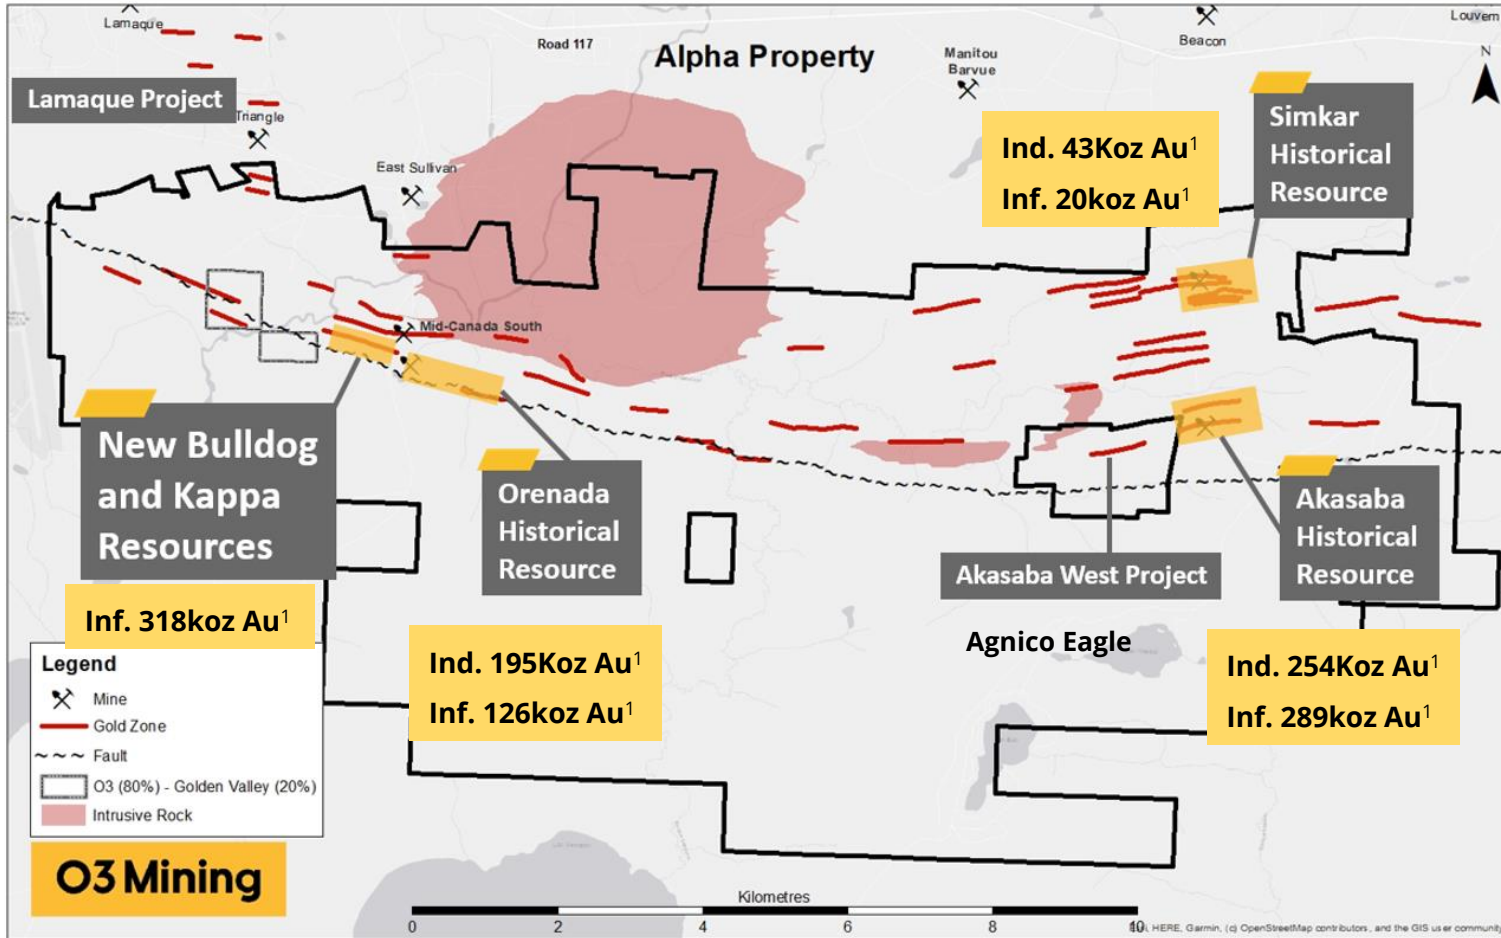 Lamaque
Road 117
Alpha Property
Manitou
Barvue
Beacon
Louvem
N
Lamaque Project
Triangle
East Sullivan
Ind. 43Koz Au¹
Inf. 20koz Au¹
Simkar
Historical
Resource
Mid-Canada South
New Bulldog
and Kappa
Resources
Orenada
Historical
Resource
Akasaba West Project
Akasaba
Historical
Resource
Inf. 318koz Au¹
Ind. 195Koz Au¹
Inf. 126koz Au¹
Agnico Eagle
Ind. 254Koz Au¹
Inf. 289koz Au¹
Legend
Mine
Gold Zone
Fault
O3 (80%) - Golden Valley (20%)
Intrusive Rock
O3 Mining
Kilometres
0 2 4 6 8 10
HERE, Garmin, (c) OpenStreetMap contributors, and the GIS user community